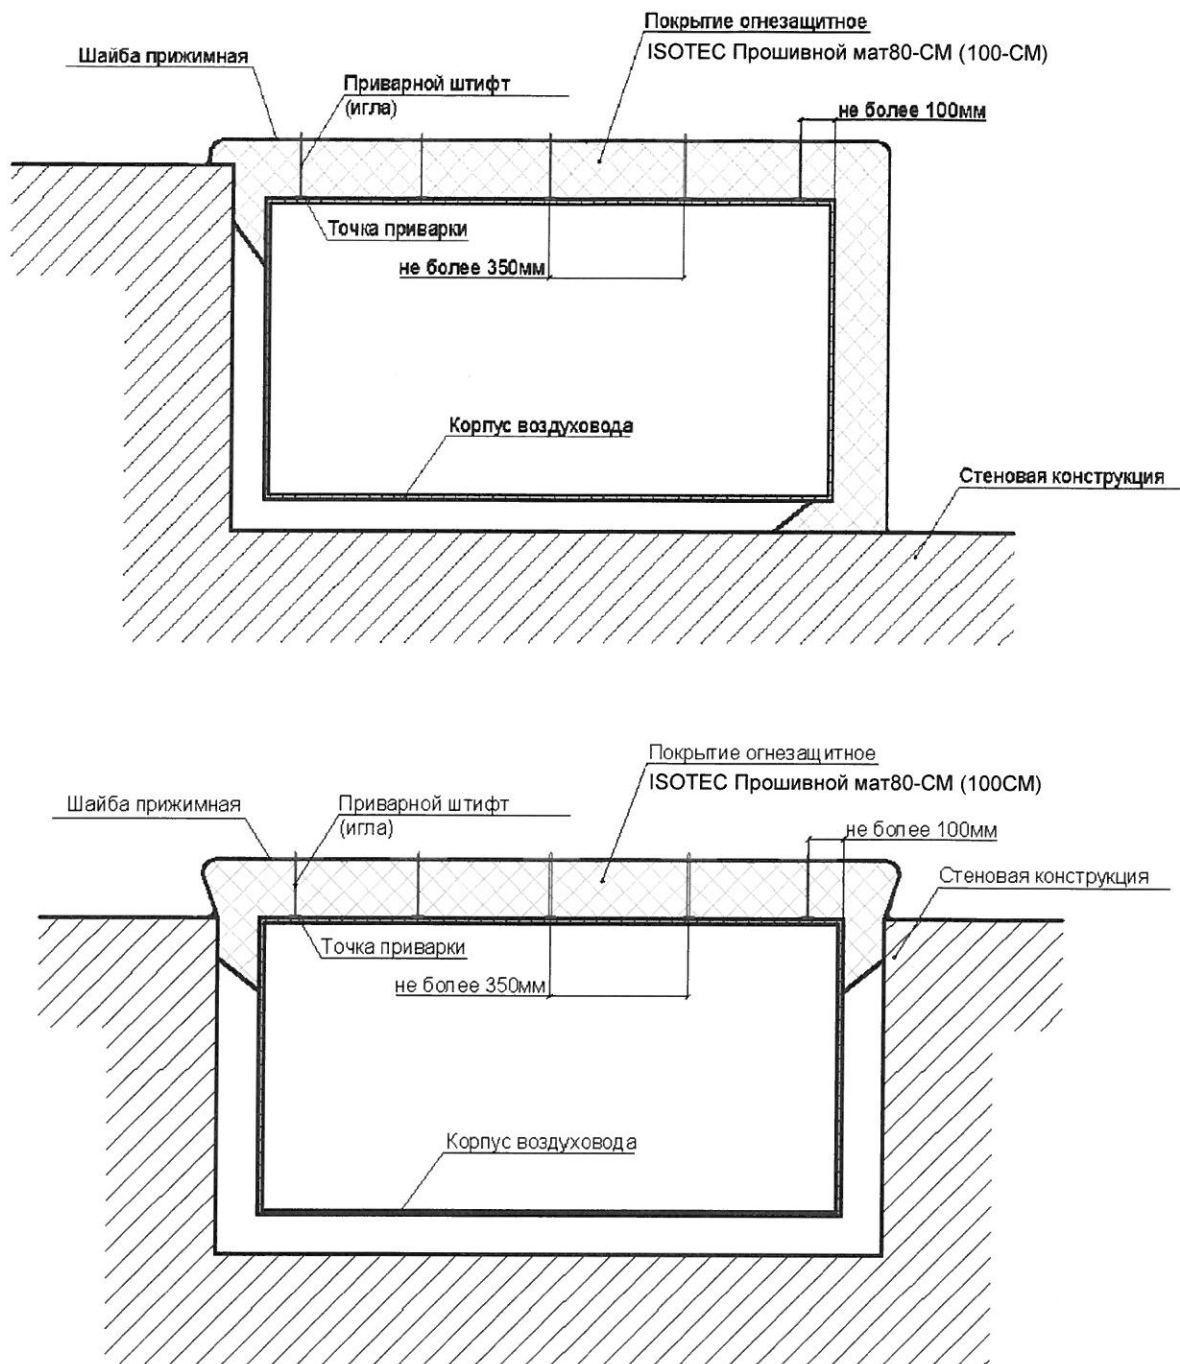 Покрытие огнезащитное
ISOTEC Прошивной мат80-СМ (100-СМ)
Шайба прижимная
Приварной штифт
(игла)
не более 100мм
Точка приварки
не более 350мм
Корпус воздуховода
Стеновая конструкция
Покрытие огнезащитное
ISOTEC Прошивной мат80-СМ (100СМ)
Шайба прижимная
Приварной штифт
(игла)
не более 100мм
Стеновая конструкция
Точка приварки
не более 350мм
Корпус воздуховода